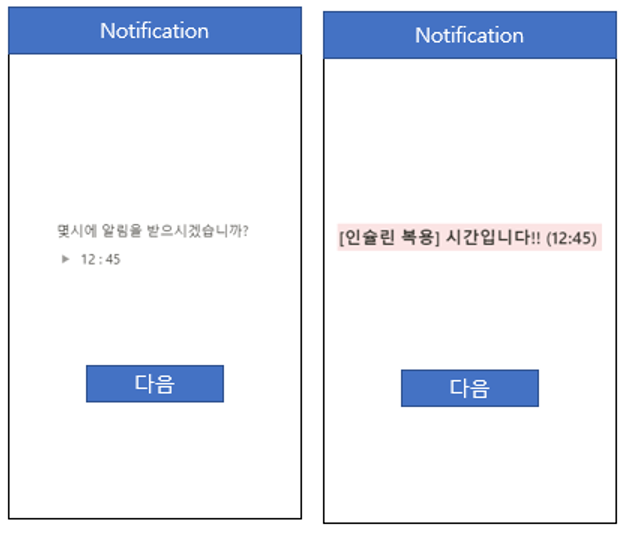 Notification
몇시에 알림을 받으시겠습니까?
▶ 12 : 45
다음
Notification
[인슐린 복용] 시간입니다!! (12:45)
다음